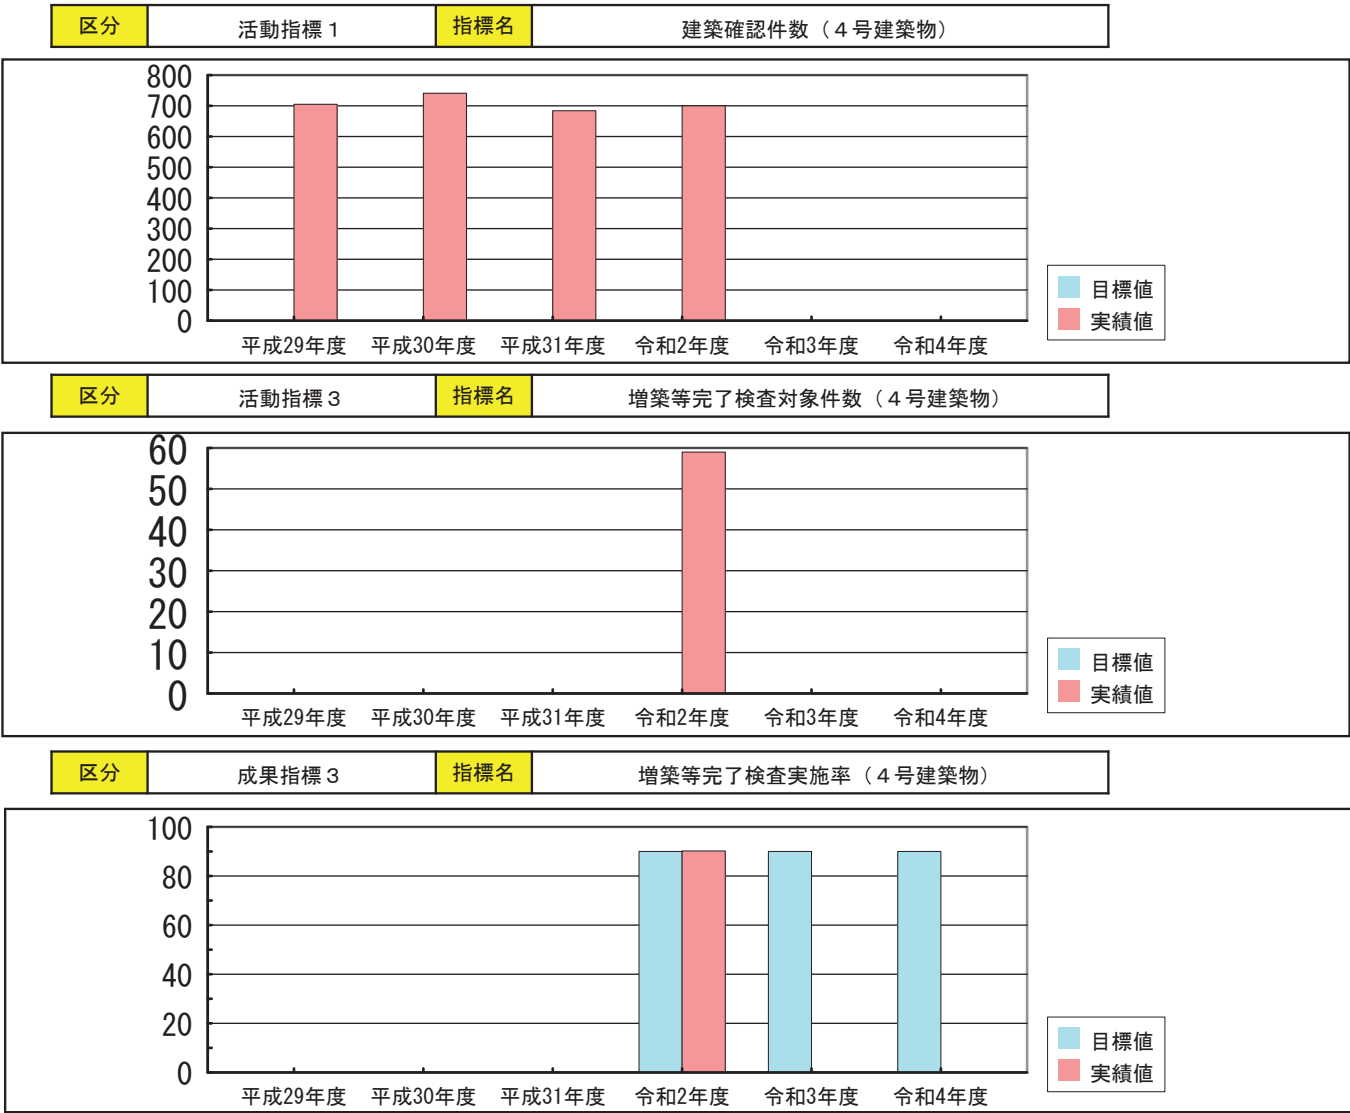 区分 活動指標１ 指標名 建築確認件数（４号建築物）
800
700
600
500
400
300
200
100
0
平成29年度 平成30年度 平成31年度 令和2年度 令和3年度 令和4年度
目標値
実績値
区分 活動指標３ 指標名 増築等完了検査対象件数（４号建築物）
60
50
40
30
20
10
0
平成29年度 平成30年度 平成31年度 令和2年度 令和3年度 令和4年度
目標値
実績値
区分 成果指標３ 指標名 増築等完了検査実施率（４号建築物）
100
80
60
40
20
0
平成29年度 平成30年度 平成31年度 令和2年度 令和3年度 令和4年度
目標値
実績値